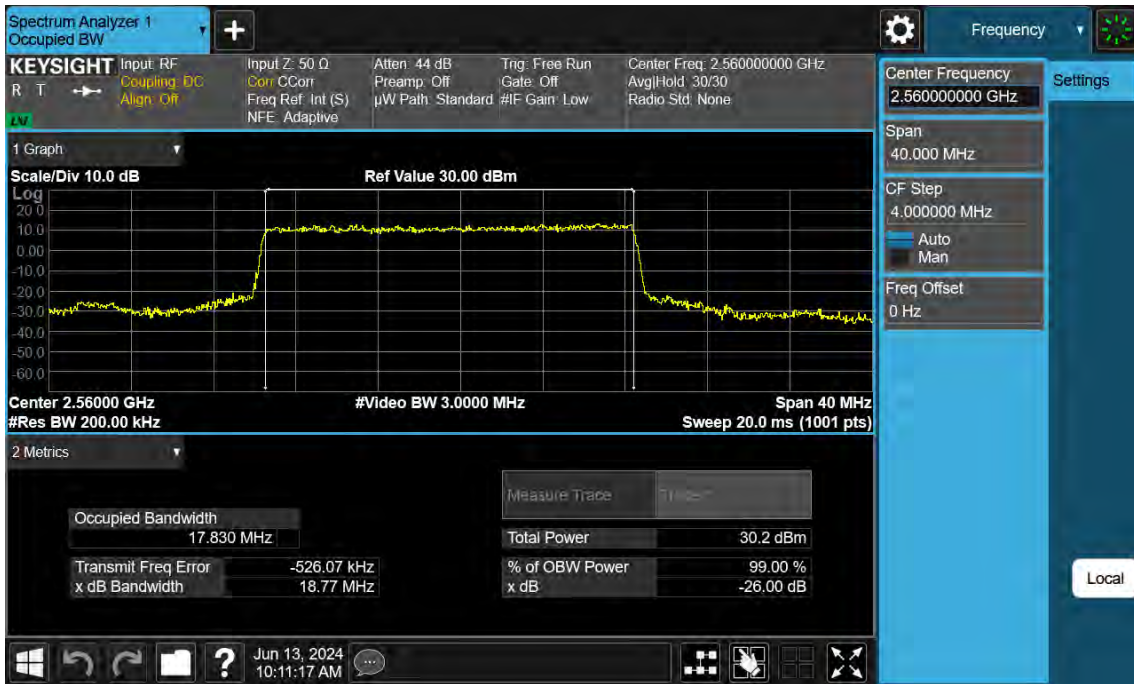 Spectrum Analyzer 1
Occupied BW
+
Frequency
KEYSIGHT
R T
LNI
Input: RF
Coupling: DC
Align: Off
Input Z: 50 Ω
Corr CCorr
Freq Ref: Int (S)
NFE: Adaptive
Atten: 44 dB
Preamp: Off
µW Path: Standard
Trig: Free Run
Gate: Off
#IF Gain: Low
Center Freq: 2.560000000 GHz
Avg|Hold: 30/30
Radio Std: None
Center Frequency
2.560000000 GHz
Settings
Span
40.000 MHz
CF Step
4.000000 MHz
Auto
Man
Freq Offset
0 Hz
1 Graph
Scale/Div 10.0 dB
Ref Value 30.00 dBm
Log
20.0
10.0
0.00
-10.0
-20.0
-30.0
-40.0
-50.0
-60.0
Center 2.56000 GHz
#Video BW 3.0000 MHz
Span 40 MHz
#Res BW 200.00 kHz
Sweep 20.0 ms (1001 pts)
2 Metrics
Measure Trace
Occupied Bandwidth
17.830 MHz
Total Power 30.2 dBm
Transmit Freq Error -526.07 kHz
% of OBW Power 99.00 %
x dB Bandwidth 18.77 MHz
x dB -26.00 dB
Local
?
Jun 13, 2024
10:11:17 AM